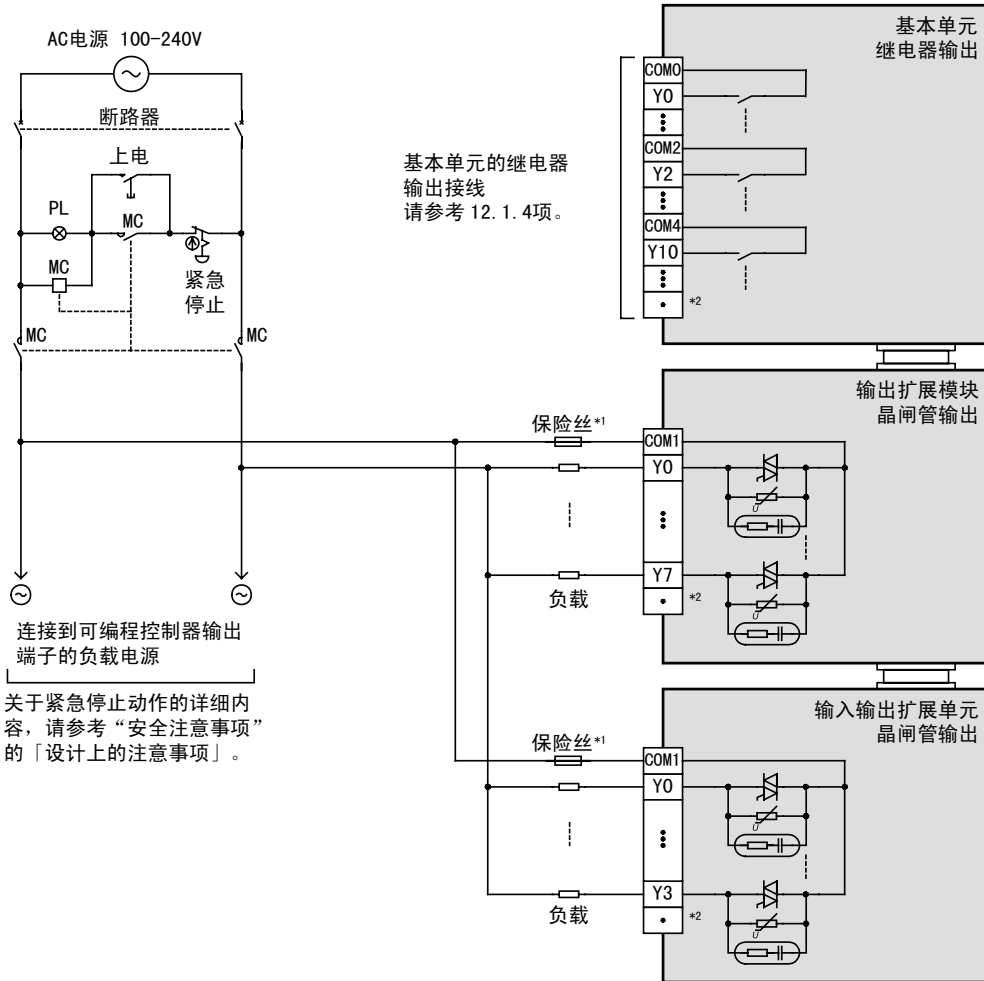 AC电源 100-240V
断路器
上电
PL
MC
MC
紧急
停止
MC
MC
连接到可编程控制器输出
端子的负载电源
关于紧急停止动作的详细内
容，请参考“安全注意事项”
的「设计上的注意事项」。
基本单元的继电器
输出接线
请参考 12.1.4项。
基本单元
继电器输出
COM0
Y0
COM2
Y2
COM4
Y10
*2
输出扩展模块
晶闸管输出
保险丝*1
COM1
Y0
U
Y7
U
负载
*2
输入输出扩展单元
晶闸管输出
保险丝*1
COM1
Y0
U
Y3
U
负载
*2